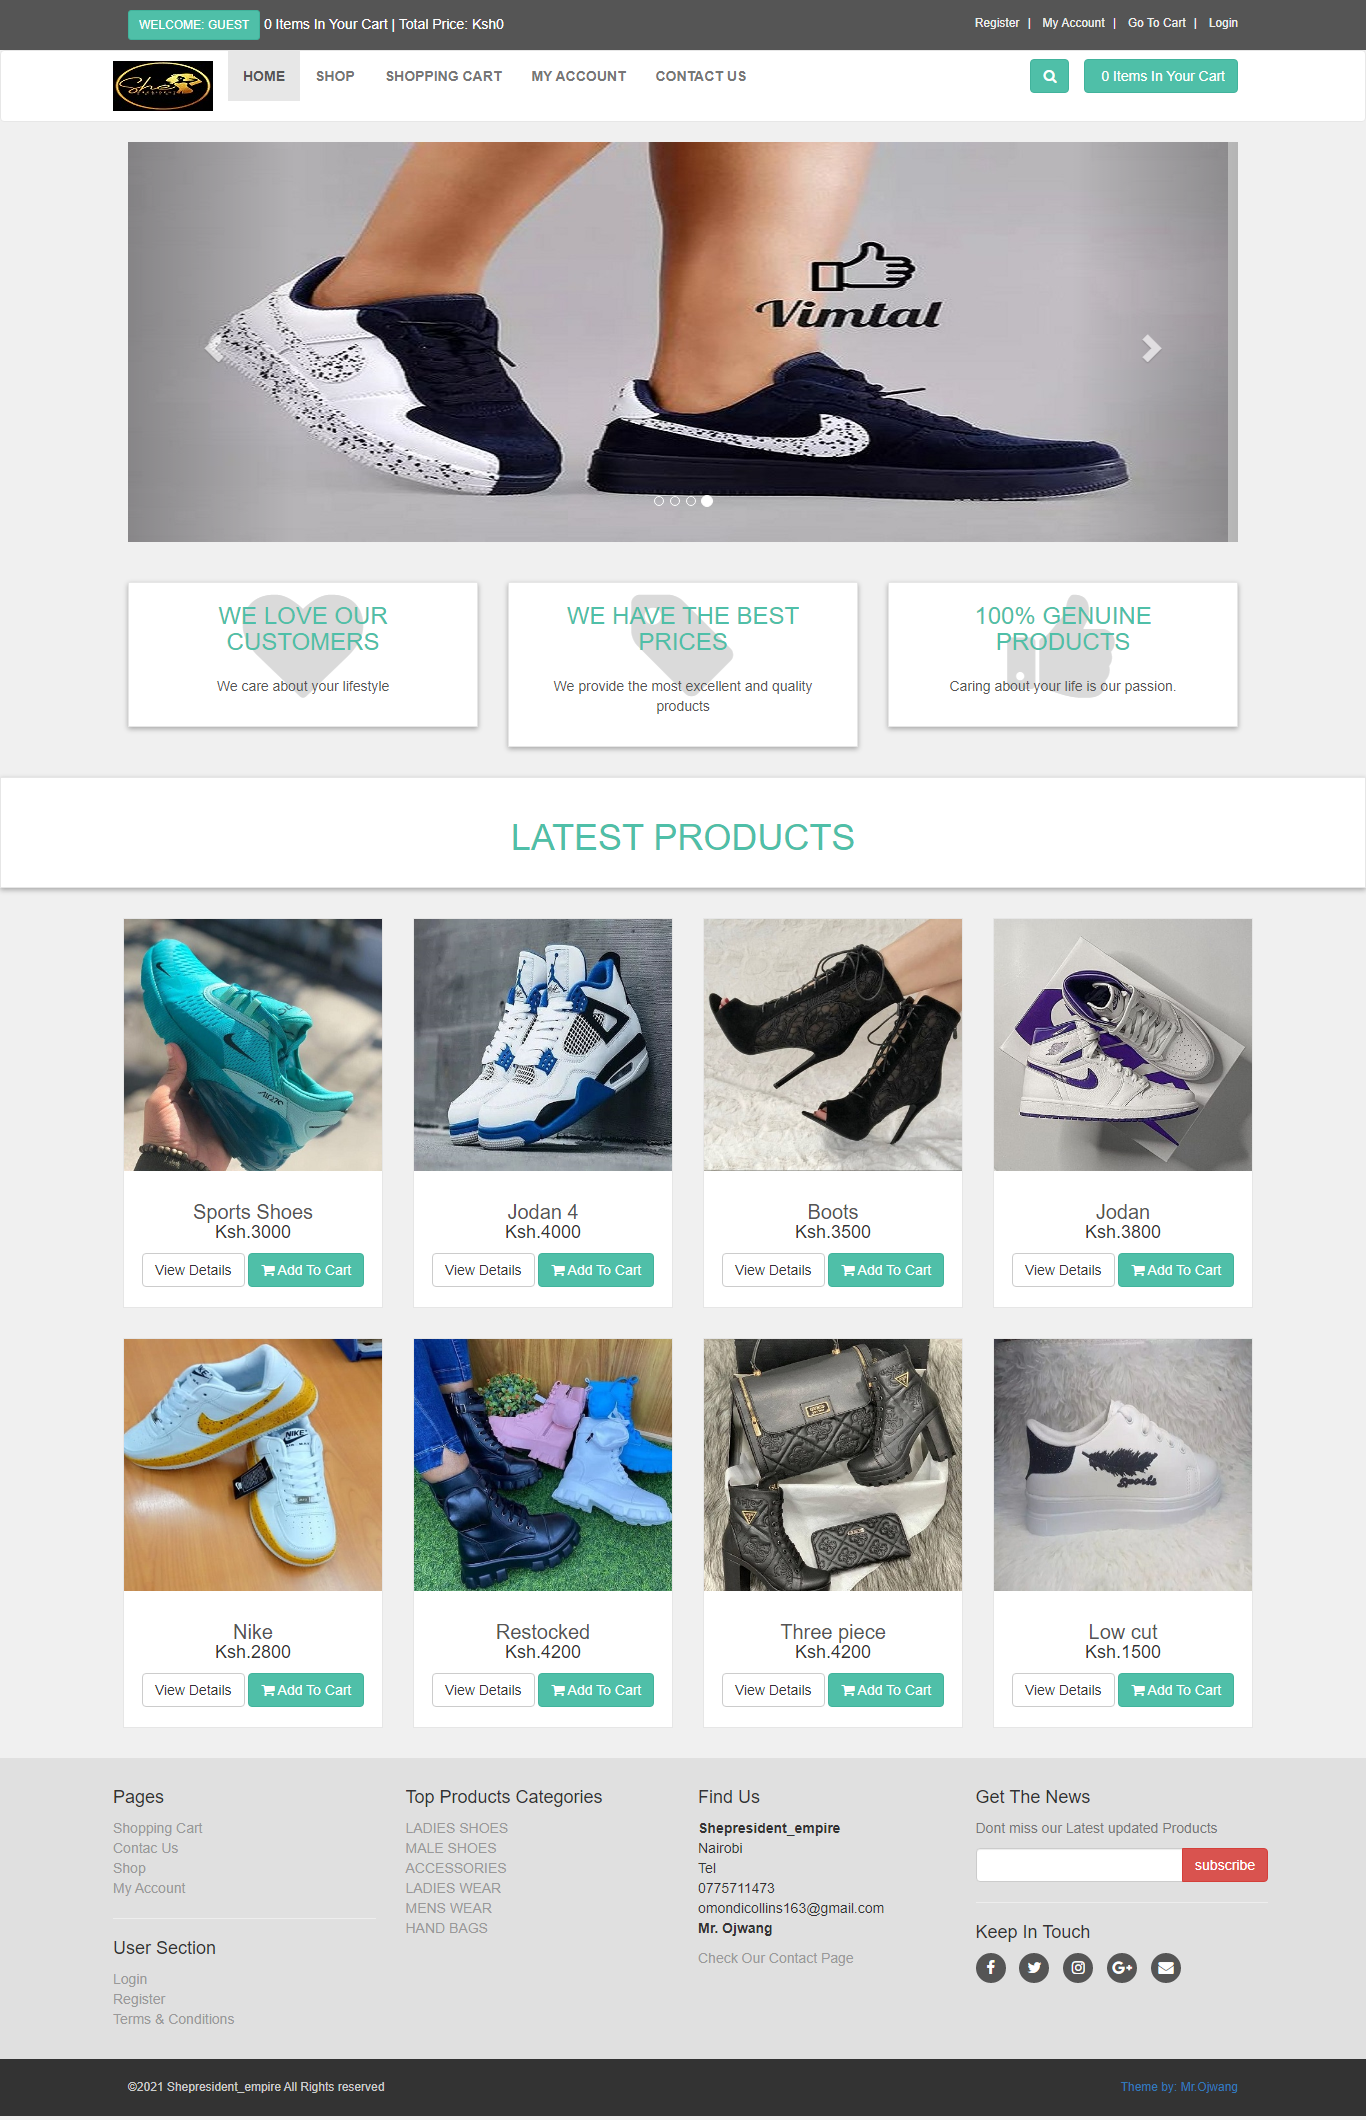 WELCOME: GUEST 0 Items In Your Cart | Total Price: Ksh0
Register | My Account | Go To Cart | Login
She
HOME SHOP SHOPPING CART MY ACCOUNT CONTACT US
0 Items In Your Cart
Vimtal
WE LOVE OUR
CUSTOMERS
We care about your lifestyle
WE HAVE THE BEST
PRICES
We provide the most excellent and quality
products
100% GENUINE
PRODUCTS
Caring about your life is our passion.
LATEST PRODUCTS
Sports Shoes
Ksh.3000
View Details Add To Cart
Jodan 4
Ksh.4000
View Details Add To Cart
Boots
Ksh.3500
View Details Add To Cart
Jodan
Ksh.3800
View Details Add To Cart
NIKE
NIKE
Nike
Ksh.2800
View Details Add To Cart
Restocked
Ksh.4200
View Details Add To Cart
Three piece
Ksh.4200
View Details Add To Cart
Sports
Low cut
Ksh.1500
View Details Add To Cart
Pages
Shopping Cart
Contac Us
Shop
My Account
User Section
Login
Register
Terms & Conditions
Top Products Categories
LADIES SHOES
MALE SHOES
ACCESSORIES
LADIES WEAR
MENS WEAR
HAND BAGS
Find Us
Shepresident_empire
Nairobi
Tel
0775711473
omondicollins163@gmail.com
Mr. Ojwang
Check Our Contact Page
Get The News
Dont miss our Latest updated Products
subscribe
Keep In Touch
©2021 Shepresident_empire All Rights reserved
Theme by: Mr.Ojwang